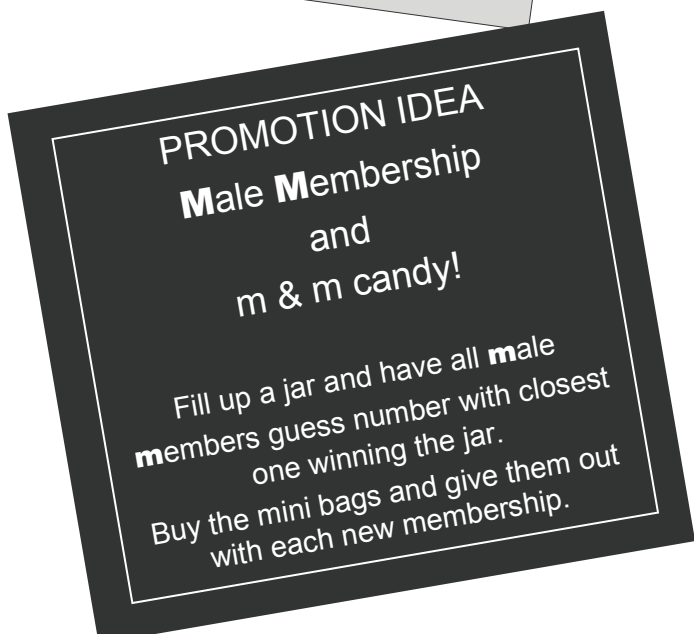 PROMOTION IDEA
Male Membership
and
m & m candy!
Fill up a jar and have all male
members guess number with closest
one winning the jar.
Buy the mini bags and give them out
with each new membership.